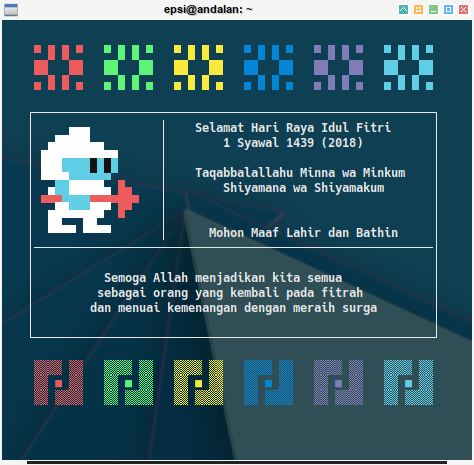 epsi@andalan: ~
Selamat Hari Raya Idul Fitri
1 Syawal 1439 (2018)
Taqabbalallahu Minna wa Minkum
Shiyamana wa Shiyamukum
Mohon Maaf Lahir dan Bathin
Semoga Allah menjadikan kita semua
sebagai orang yang kembali pada fitrah
dan menuai kemenangan dengan meraih surga